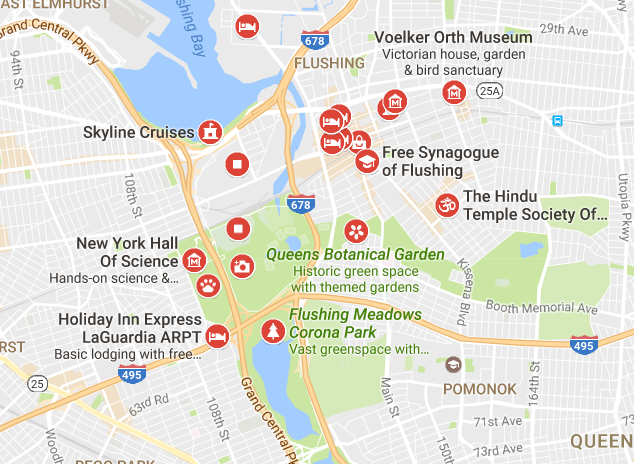 EAST ELMHURST
Grand Central Pkwy
94th St
Flushing Bay
678
29th Ave
Voelker Orth Museum
Victorian house, garden
& bird sanctuary
FLUSHING
25A
Skyline Cruises
Free Synagogue
of Flushing
108th St
678
The Hindu
Temple Society Of...
Utopia Pkwy
New York Hall
Of Science
Hands-on science &...
Queens Botanical Garden
Historic green space
with themed gardens
Kissena Blvd
Booth Memorial Ave
Holiday Inn Express
LaGuardia ARPT
Basic lodging with free...
Flushing Meadows
Corona Park
Vast greenspace with...
495
495
25
63rd Rd
108th St
Grand Central Pk
Main St
POMONOK
164th St
71st Ave
73rd Ave
150th
QUEEN
REGO PARK
Woodh
RST